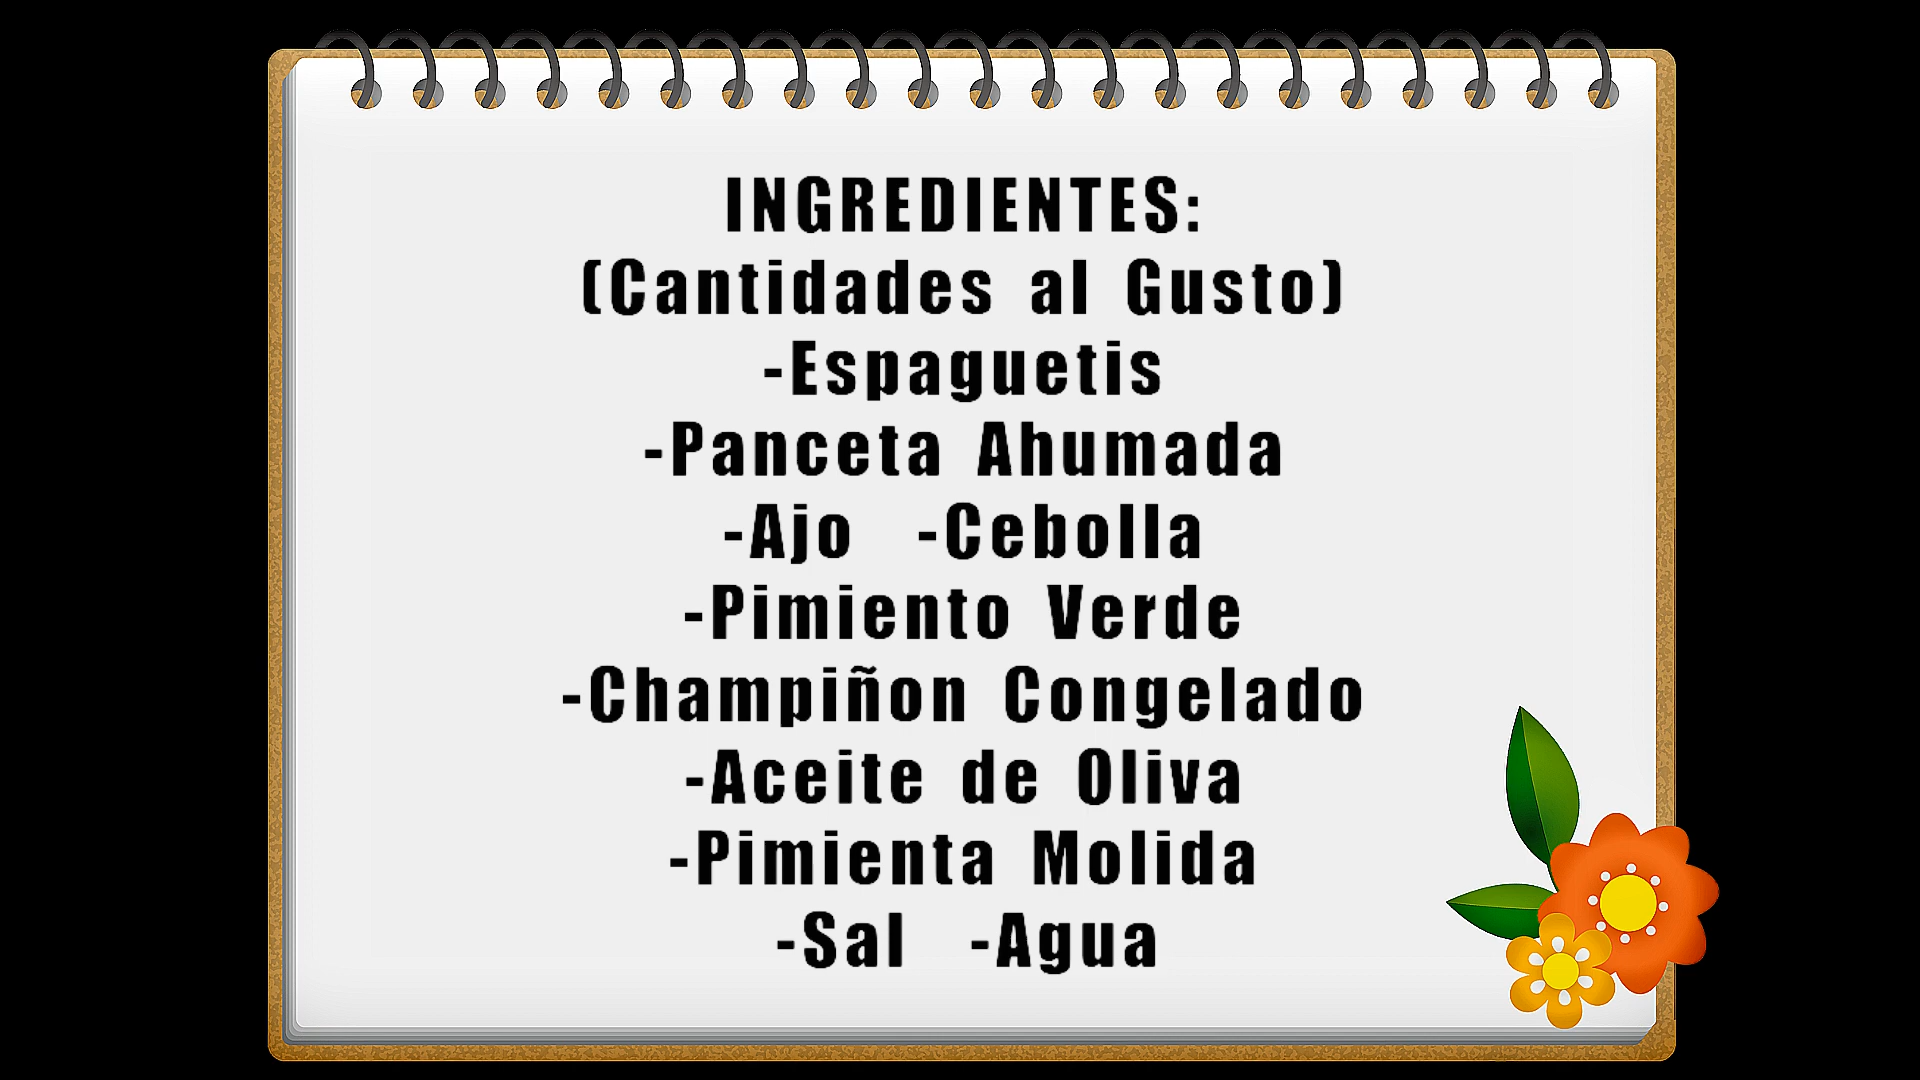 INGREDIENTES:
(Cantidades al Gusto)
-Espaguetis
-Panceta Ahumada
-Ajo -Cebolla
-Pimiento Verde
-Champiñon Congelado
-Aceite de Oliva
-Pimienta Molida
-Sal -Agua